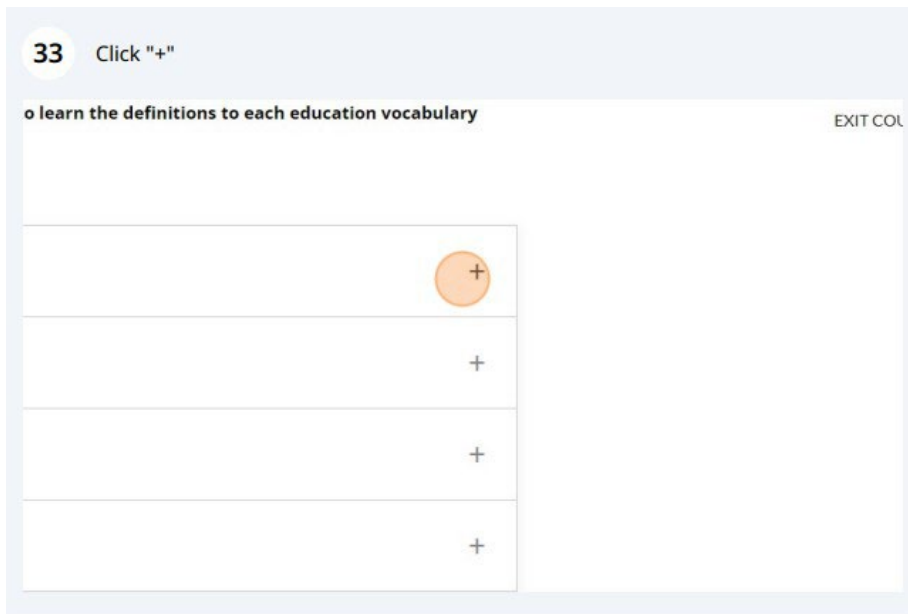 33 Click "+"
o learn the definitions to each education vocabulary
EXIT COU
+
+
+
+